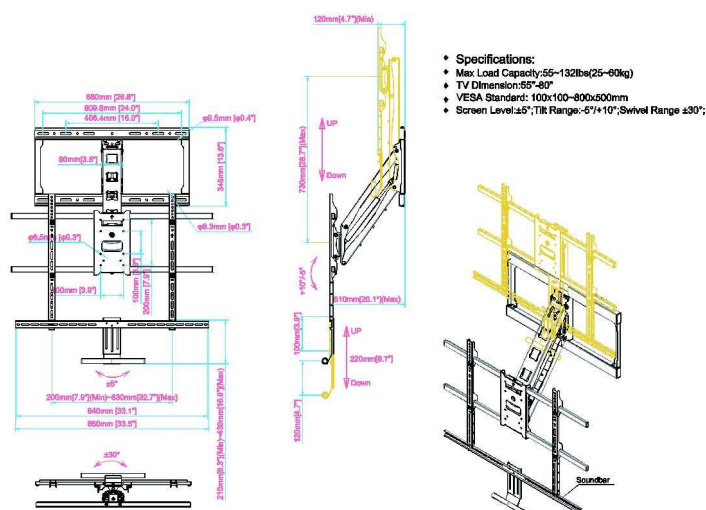 120mm[4.7"](Min)
Specifications:
Max Load Capacity:55~132lbs(25~60kg)
TV Dimension:55"-80"
VESA Standard: 100x100~800x500mm
Screen Level:±5°;Tilt Range:-5°/+10°;Swivel Range ±30°;
680mm [26.8"]
609.6mm [24.0"]
406.4mm [16.0"]
φ9.5mm [φ0.4"]
90mm[3.5"]
345mm [13.6"]
UP
730mm[28.7"](Max)
Down
φ8.3mm [φ0.3"]
φ6.5mm [φ0.3"]
100mm [3.9"]
200mm [7.9"]
100mm [3.9"]
+10°/-5°
510mm[20.1"](Max)
100mm[3.9"]
UP
220mm[8.7"]
Down
120mm[4.7"]
±5°
200mm[7.9"](Min)~830mm[32.7"](Max)
840mm [33.1"]
850mm [33.5"]
210mm[8.3"](Min)~430mm[16.9"](Max)
±30°
Soundbar